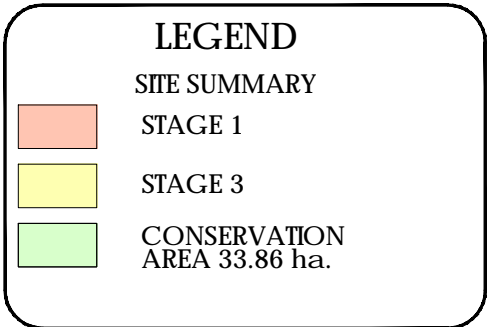 LEGEND
SITE SUMMARY
STAGE 1
STAGE 3
CONSERVATION
AREA 33.86 ha.